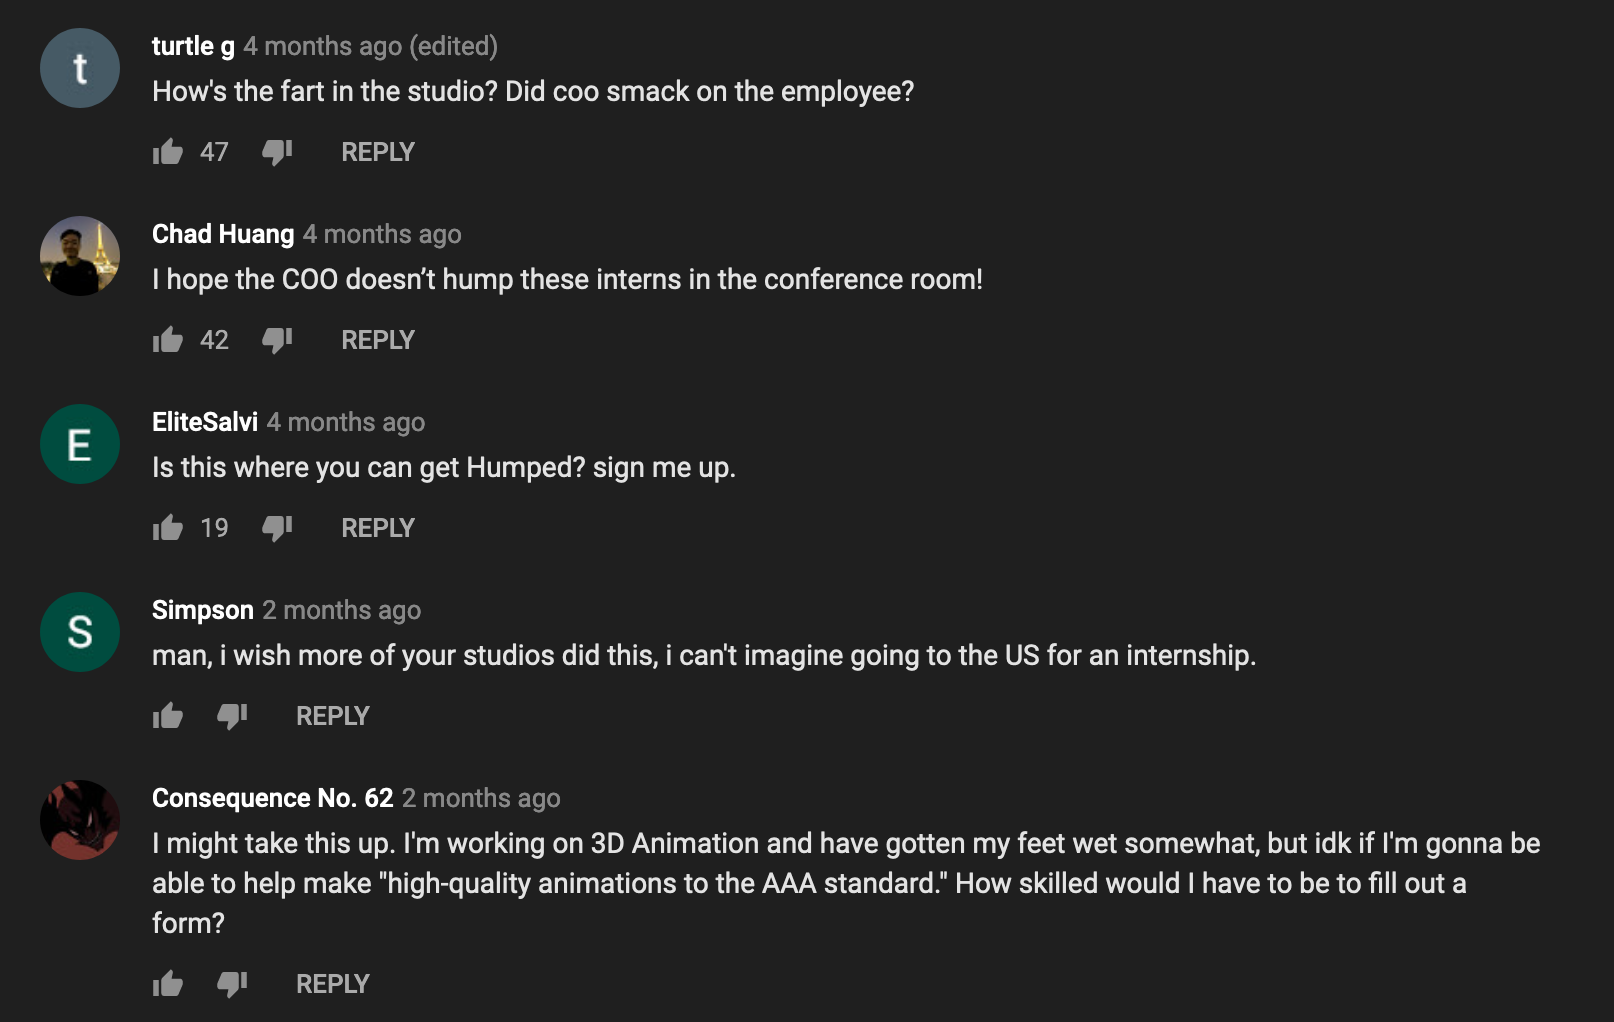 t
turtle g 4 months ago (edited)
How's the fart in the studio? Did coo smack on the employee?
47 REPLY
Chad Huang 4 months ago
I hope the COO doesn’t hump these interns in the conference room!
42 REPLY
E
EliteSalvi 4 months ago
Is this where you can get Humped? sign me up.
19 REPLY
S
Simpson 2 months ago
man, i wish more of your studios did this, i can't imagine going to the US for an internship.
REPLY
Consequence No. 62 2 months ago
I might take this up. I'm working on 3D Animation and have gotten my feet wet somewhat, but idk if I'm gonna be
able to help make "high-quality animations to the AAA standard." How skilled would I have to be to fill out a
form?
REPLY